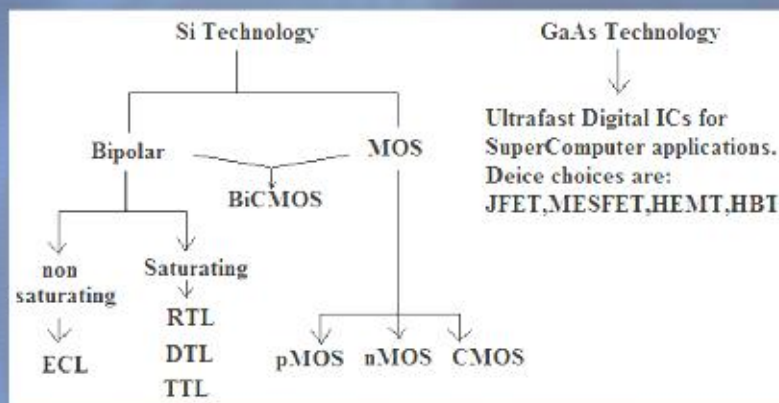 Si Technology
GaAs Technology
Bipolar
MOS
BiCMOS
non
saturating
Saturating
ECL
RTL
DTL
TTL
pMOS nMOS CMOS
Ultrafast Digital ICs for
SuperComputer applications.
Deice choices are:
JFET,MESFET,HEMT,HBT